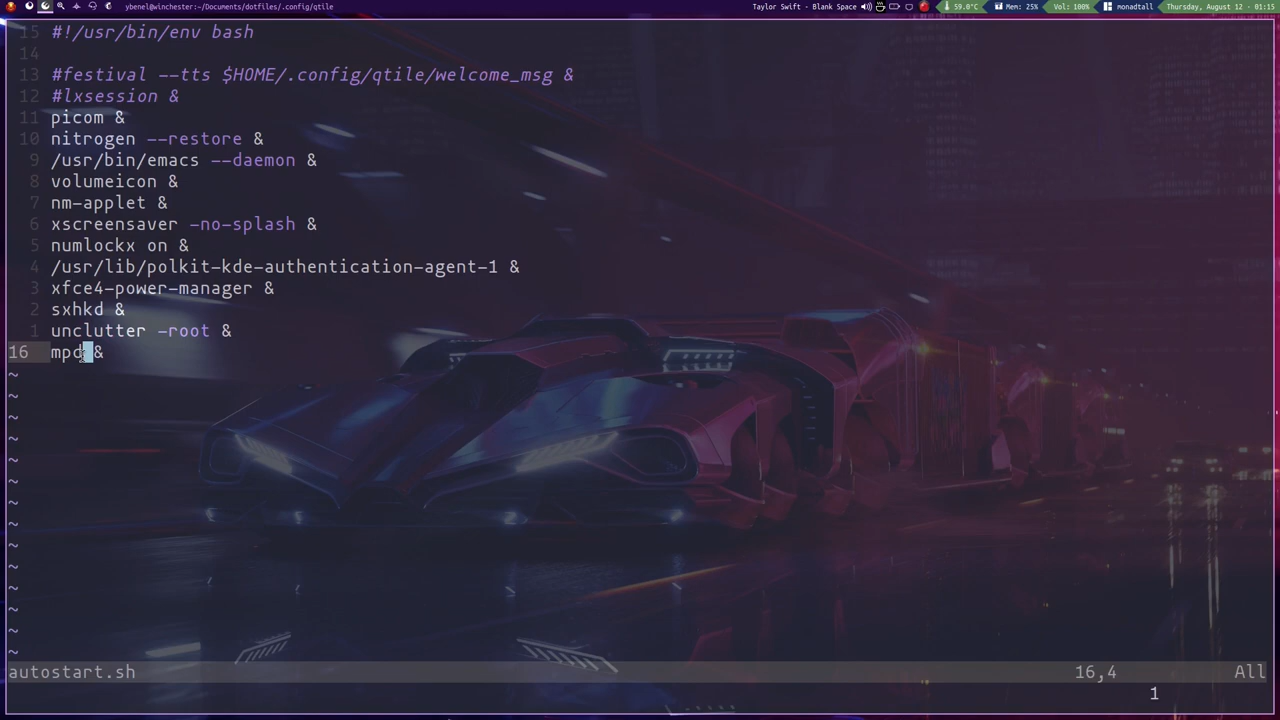 ybenel@winchester:~/Documents/dotfiles/.config/qtile
Taylor Swift - Blank Space
59.0°C
Mem: 25%
Vol: 100%
monadtall
Thursday, August 12 - 01:15
15 #!/usr/bin/env bash
14
13 #festival --tts $HOME/.config/qtile/welcome_msg &
12 #lxsession &
11 picom &
10 nitrogen --restore &
9 /usr/bin/emacs --daemon &
8 volumeicon &
7 nm-applet &
6 xscreensaver -no-splash &
5 numlockx on &
4 /usr/lib/polkit-kde-authentication-agent-1 &
3 xfce4-power-manager &
2 sxhkd &
1 unclutter -root &
16 mpd &
~
~
~
~
~
~
~
~
~
~
~
~
~
~
autostart.sh 16,4 All
1